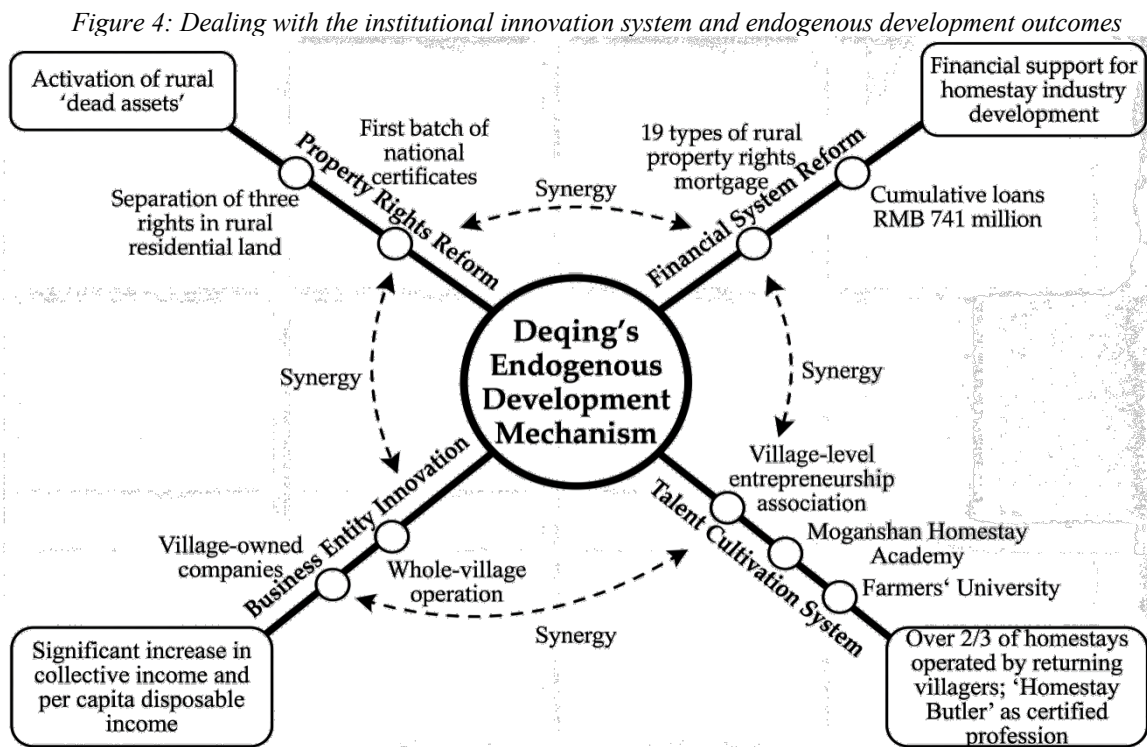 Figure 4: Dealing with the institutional innovation system and endogenous development outcomes
Activation of rural
‘dead assets’
Financial support for
homestay industry
development
Property Rights Reform
First batch of
national
certificates
Separation of three
rights in rural
residential land
Synergy
19 types of rural
property rights
mortgage
Financial System Reform
Cumulative loans
RMB 741 million
Synergy
Deqing’s
Endogenous
Development
Mechanism
Synergy
Business Entity Innovation
Village-owned
companies
Whole-village
operation
Synergy
Village-level
entrepreneurship
association
Talent Cultivation System
Moganshan Homestay
Academy
Farmers‘ University
Significant increase in
collective income and
per capita disposable
income
Over 2/3 of homestays
operated by returning
villagers; ‘Homestay
Butler’ as certified
profession